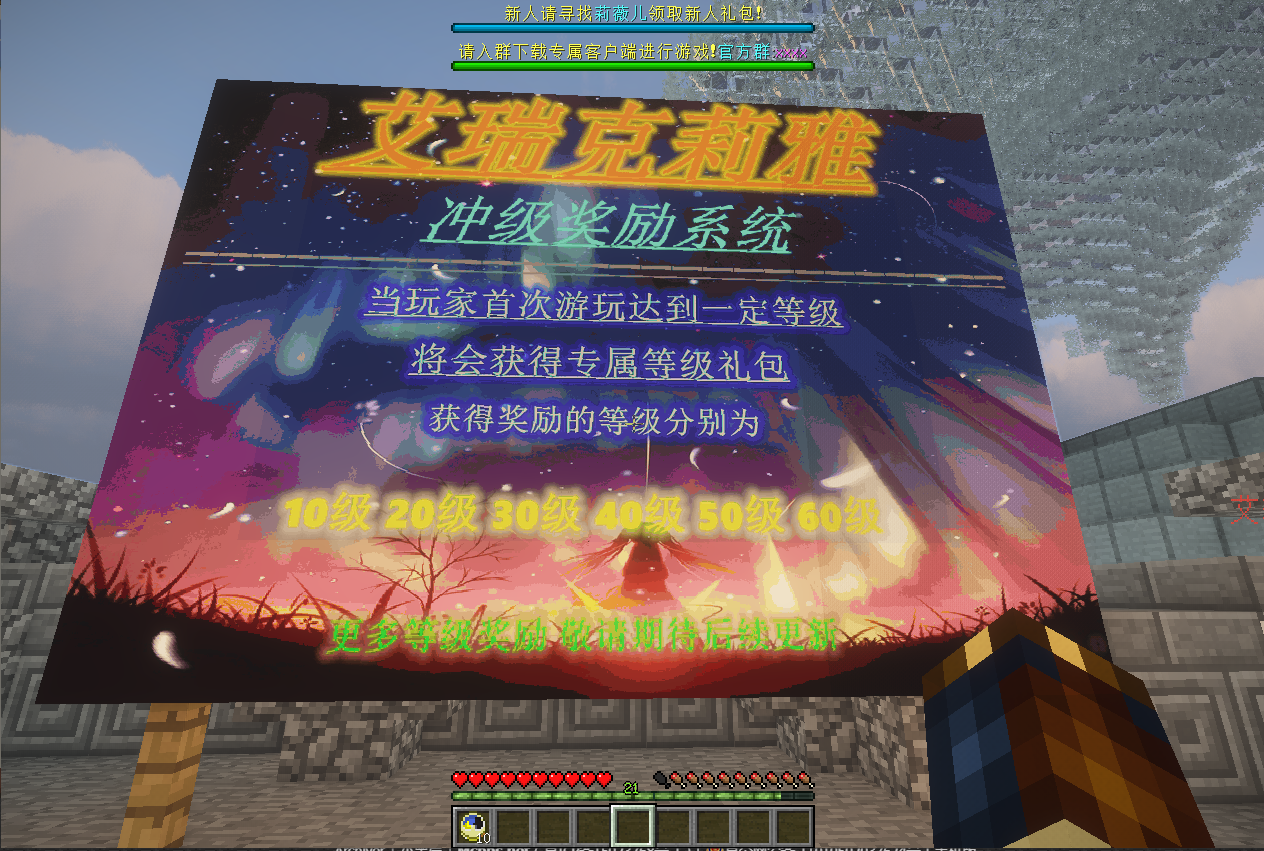 新人请寻找莉薇儿领取新人礼包!
请入群下载专属客户端进行游戏!官方群:xxxx
艾瑞克莉雅
冲级奖励系统
当玩家首次游玩达到一定等级
将会获得专属等级礼包
获得奖励的等级分别为
10级 20级 30级 40级 50级 60级
艾
更多等级奖励 敬请期待后续更新
21
10